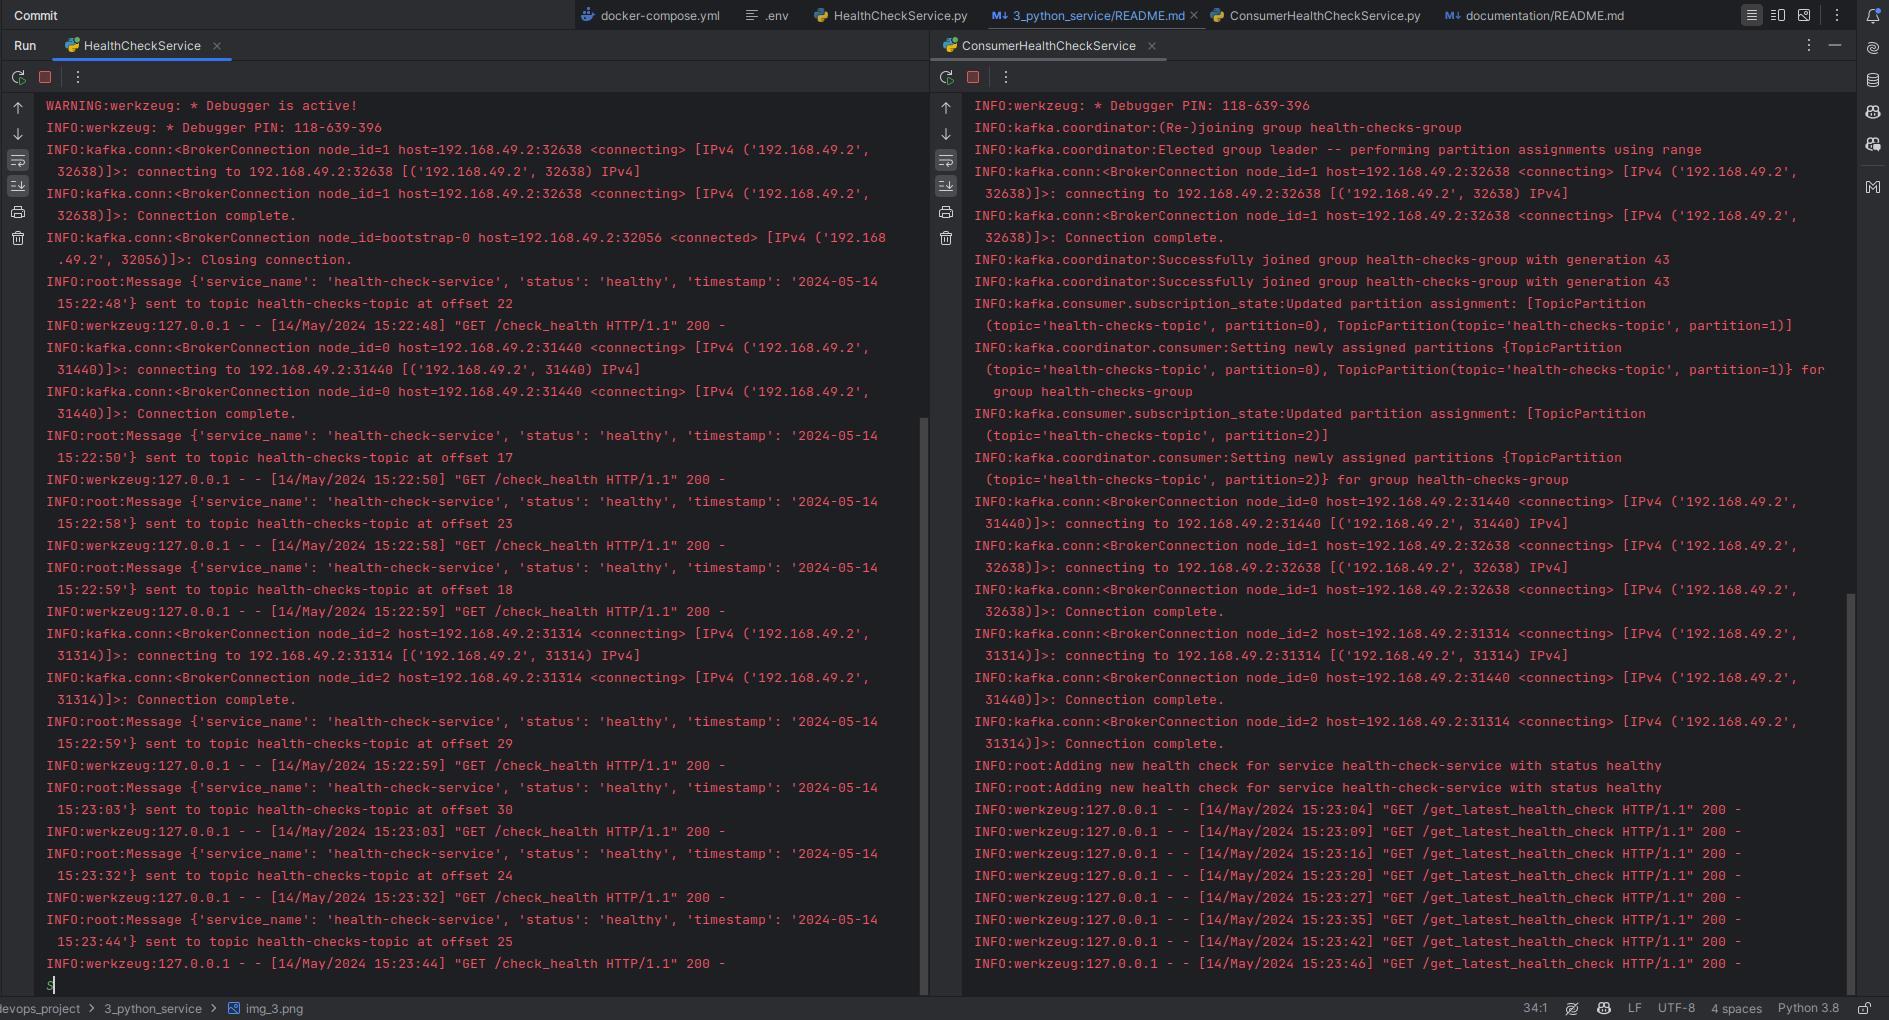 Commit
docker-compose.yml
.env
HealthCheckService.py
3_python_service/README.md
ConsumerHealthCheckService.py
documentation/README.md
Run
HealthCheckService
WARNING:werkzeug: * Debugger is active!
INFO:werkzeug: * Debugger PIN: 118-639-396
INFO:kafka.conn:<BrokerConnection node_id=1 host=192.168.49.2:32638 <connecting> [IPv4 ('192.168.49.2',
32638)]>: connecting to 192.168.49.2:32638 [('192.168.49.2', 32638) IPv4]
INFO:kafka.conn:<BrokerConnection node_id=1 host=192.168.49.2:32638 <connecting> [IPv4 ('192.168.49.2',
32638)]>: Connection complete.
INFO:kafka.conn:<BrokerConnection node_id=bootstrap-0 host=192.168.49.2:32056 <connected> [IPv4 ('192.168
.49.2', 32056)]>: Closing connection.
INFO:root:Message {'service_name': 'health-check-service', 'status': 'healthy', 'timestamp': '2024-05-14
15:22:48'} sent to topic health-checks-topic at offset 22
INFO:werkzeug:127.0.0.1 - - [14/May/2024 15:22:48] "GET /check_health HTTP/1.1" 200 -
INFO:kafka.conn:<BrokerConnection node_id=0 host=192.168.49.2:31440 <connecting> [IPv4 ('192.168.49.2',
31440)]>: connecting to 192.168.49.2:31440 [('192.168.49.2', 31440) IPv4]
INFO:kafka.conn:<BrokerConnection node_id=0 host=192.168.49.2:31440 <connecting> [IPv4 ('192.168.49.2',
31440)]>: Connection complete.
INFO:root:Message {'service_name': 'health-check-service', 'status': 'healthy', 'timestamp': '2024-05-14
15:22:50'} sent to topic health-checks-topic at offset 17
INFO:werkzeug:127.0.0.1 - - [14/May/2024 15:22:50] "GET /check_health HTTP/1.1" 200 -
INFO:root:Message {'service_name': 'health-check-service', 'status': 'healthy', 'timestamp': '2024-05-14
15:22:58'} sent to topic health-checks-topic at offset 23
INFO:werkzeug:127.0.0.1 - - [14/May/2024 15:22:58] "GET /check_health HTTP/1.1" 200 -
INFO:root:Message {'service_name': 'health-check-service', 'status': 'healthy', 'timestamp': '2024-05-14
15:22:59'} sent to topic health-checks-topic at offset 18
INFO:werkzeug:127.0.0.1 - - [14/May/2024 15:22:59] "GET /check_health HTTP/1.1" 200 -
INFO:kafka.conn:<BrokerConnection node_id=2 host=192.168.49.2:31314 <connecting> [IPv4 ('192.168.49.2',
31314)]>: connecting to 192.168.49.2:31314 [('192.168.49.2', 31314) IPv4]
INFO:kafka.conn:<BrokerConnection node_id=2 host=192.168.49.2:31314 <connecting> [IPv4 ('192.168.49.2',
31314)]>: Connection complete.
INFO:root:Message {'service_name': 'health-check-service', 'status': 'healthy', 'timestamp': '2024-05-14
15:22:59'} sent to topic health-checks-topic at offset 29
INFO:werkzeug:127.0.0.1 - - [14/May/2024 15:22:59] "GET /check_health HTTP/1.1" 200 -
INFO:root:Message {'service_name': 'health-check-service', 'status': 'healthy', 'timestamp': '2024-05-14
15:23:03'} sent to topic health-checks-topic at offset 30
INFO:werkzeug:127.0.0.1 - - [14/May/2024 15:23:03] "GET /check_health HTTP/1.1" 200 -
INFO:root:Message {'service_name': 'health-check-service', 'status': 'healthy', 'timestamp': '2024-05-14
15:23:32'} sent to topic health-checks-topic at offset 24
INFO:werkzeug:127.0.0.1 - - [14/May/2024 15:23:32] "GET /check_health HTTP/1.1" 200 -
INFO:root:Message {'service_name': 'health-check-service', 'status': 'healthy', 'timestamp': '2024-05-14
15:23:44'} sent to topic health-checks-topic at offset 25
INFO:werkzeug:127.0.0.1 - - [14/May/2024 15:23:44] "GET /check_health HTTP/1.1" 200 -
S
ConsumerHealthCheckService
INFO:werkzeug: * Debugger PIN: 118-639-396
INFO:kafka.coordinator:(Re-)joining group health-checks-group
INFO:kafka.coordinator:Elected group leader -- performing partition assignments using range
INFO:kafka.conn:<BrokerConnection node_id=1 host=192.168.49.2:32638 <connecting> [IPv4 ('192.168.49.2',
32638)]>: connecting to 192.168.49.2:32638 [('192.168.49.2', 32638) IPv4]
INFO:kafka.conn:<BrokerConnection node_id=1 host=192.168.49.2:32638 <connecting> [IPv4 ('192.168.49.2',
32638)]>: Connection complete.
INFO:kafka.coordinator:Successfully joined group health-checks-group with generation 43
INFO:kafka.coordinator:Successfully joined group health-checks-group with generation 43
INFO:kafka.consumer.subscription_state:Updated partition assignment: [TopicPartition
(topic='health-checks-topic', partition=0), TopicPartition(topic='health-checks-topic', partition=1)]
INFO:kafka.coordinator.consumer:Setting newly assigned partitions {TopicPartition
(topic='health-checks-topic', partition=0), TopicPartition(topic='health-checks-topic', partition=1)} for
group health-checks-group
INFO:kafka.consumer.subscription_state:Updated partition assignment: [TopicPartition
(topic='health-checks-topic', partition=2)]
INFO:kafka.coordinator.consumer:Setting newly assigned partitions {TopicPartition
(topic='health-checks-topic', partition=2)} for group health-checks-group
INFO:kafka.conn:<BrokerConnection node_id=0 host=192.168.49.2:31440 <connecting> [IPv4 ('192.168.49.2',
31440)]>: connecting to 192.168.49.2:31440 [('192.168.49.2', 31440) IPv4]
INFO:kafka.conn:<BrokerConnection node_id=1 host=192.168.49.2:32638 <connecting> [IPv4 ('192.168.49.2',
32638)]>: connecting to 192.168.49.2:32638 [('192.168.49.2', 32638) IPv4]
INFO:kafka.conn:<BrokerConnection node_id=1 host=192.168.49.2:32638 <connecting> [IPv4 ('192.168.49.2',
32638)]>: Connection complete.
INFO:kafka.conn:<BrokerConnection node_id=2 host=192.168.49.2:31314 <connecting> [IPv4 ('192.168.49.2',
31314)]>: connecting to 192.168.49.2:31314 [('192.168.49.2', 31314) IPv4]
INFO:kafka.conn:<BrokerConnection node_id=0 host=192.168.49.2:31440 <connecting> [IPv4 ('192.168.49.2',
31440)]>: Connection complete.
INFO:kafka.conn:<BrokerConnection node_id=2 host=192.168.49.2:31314 <connecting> [IPv4 ('192.168.49.2',
31314)]>: Connection complete.
INFO:root:Adding new health check for service health-check-service with status healthy
INFO:root:Adding new health check for service health-check-service with status healthy
INFO:werkzeug:127.0.0.1 - - [14/May/2024 15:23:04] "GET /get_latest_health_check HTTP/1.1" 200 -
INFO:werkzeug:127.0.0.1 - - [14/May/2024 15:23:09] "GET /get_latest_health_check HTTP/1.1" 200 -
INFO:werkzeug:127.0.0.1 - - [14/May/2024 15:23:16] "GET /get_latest_health_check HTTP/1.1" 200 -
INFO:werkzeug:127.0.0.1 - - [14/May/2024 15:23:20] "GET /get_latest_health_check HTTP/1.1" 200 -
INFO:werkzeug:127.0.0.1 - - [14/May/2024 15:23:27] "GET /get_latest_health_check HTTP/1.1" 200 -
INFO:werkzeug:127.0.0.1 - - [14/May/2024 15:23:35] "GET /get_latest_health_check HTTP/1.1" 200 -
INFO:werkzeug:127.0.0.1 - - [14/May/2024 15:23:42] "GET /get_latest_health_check HTTP/1.1" 200 -
INFO:werkzeug:127.0.0.1 - - [14/May/2024 15:23:46] "GET /get_latest_health_check HTTP/1.1" 200 -
devops_project > 3_python_service > img_3.png
34:1
LF
UTF-8
4 spaces
Python 3.8